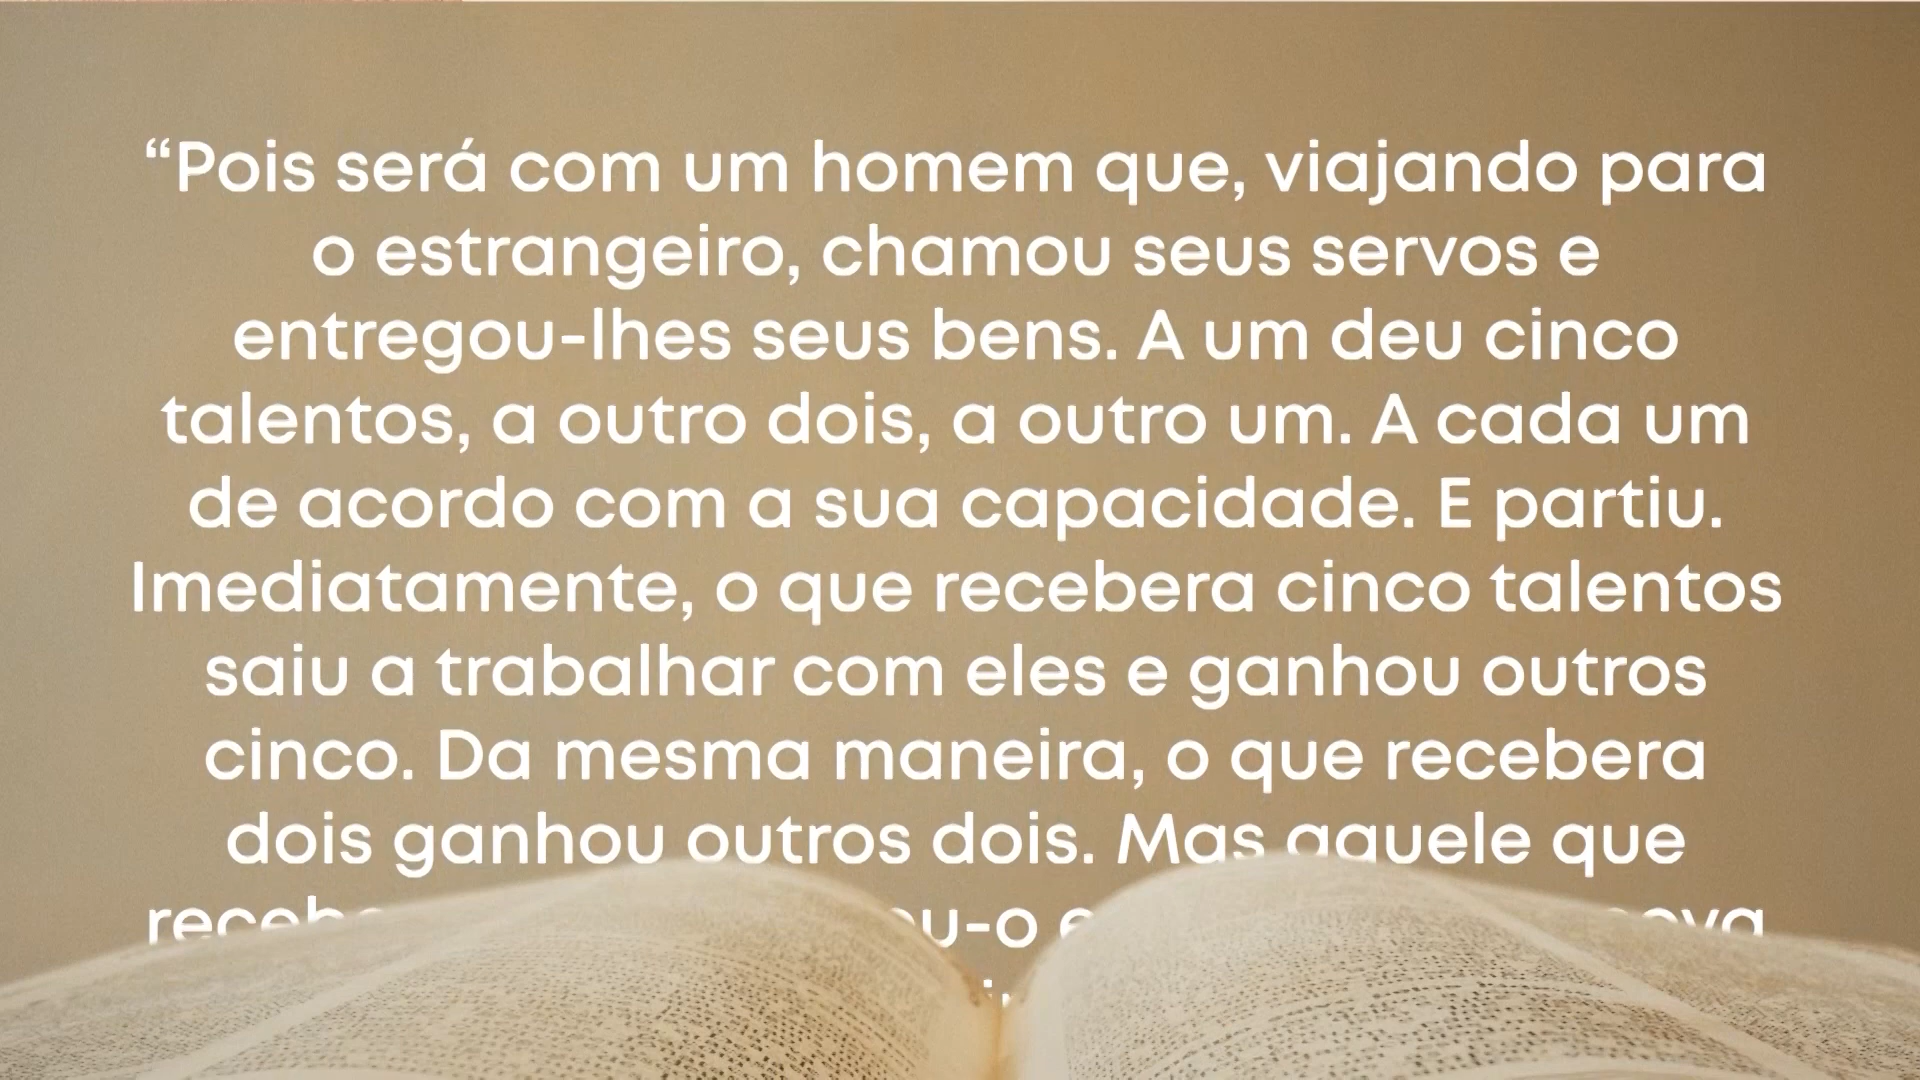 “Pois será com um homem que, viajando para
o estrangeiro, chamou seus servos e
entregou-lhes seus bens. A um deu cinco
talentos, a outro dois, a outro um. A cada um
de acordo com a sua capacidade. E partiu.
Imediatamente, o que recebera cinco talentos
saiu a trabalhar com eles e ganhou outros
cinco. Da mesma maneira, o que recebera
dois ganhou outros dois. Mas aquele que